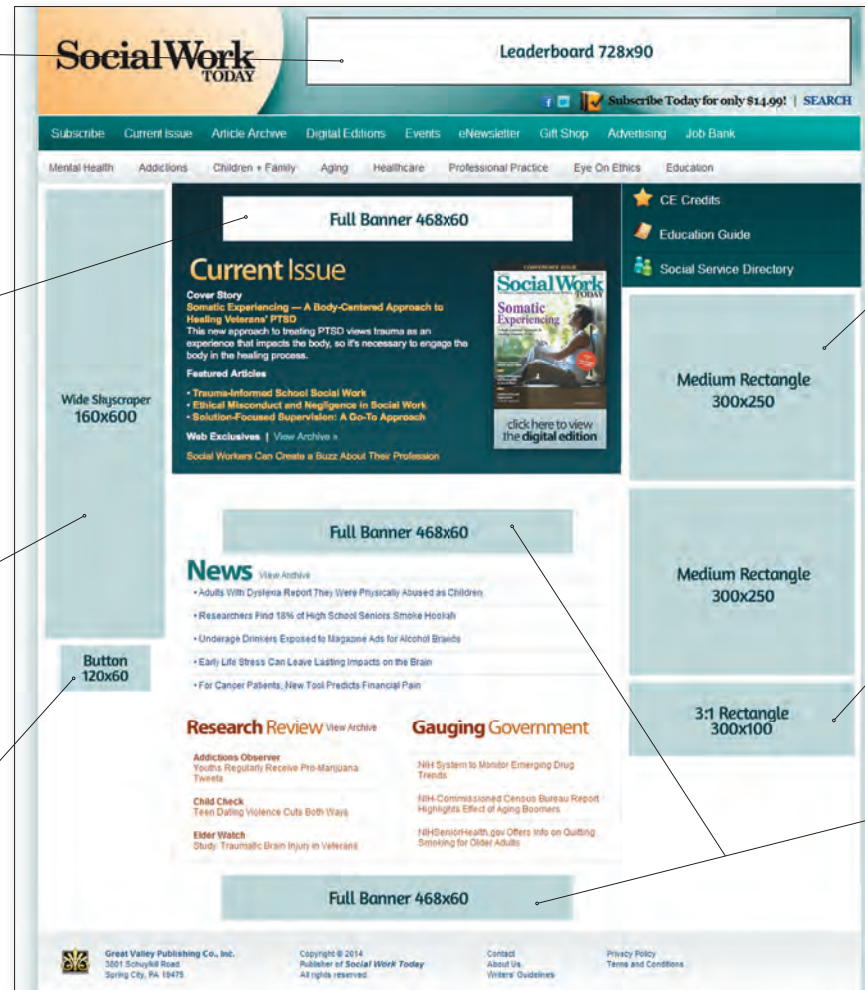 SocialWork
TODAY
Leaderboard 728x90
Subscribe Today for only $14.99! | SEARCH
Subscribe Current Issue Article Archive Digital Editions Events eNewsletter Gift Shop Advertising Job Bank
Mental Health Addictions Children + Family Aging Healthcare Professional Practice Eye On Ethics Education
Full Banner 468x60
CE Credits
Education Guide
Social Service Directory
Current Issue
Cover Story
Somatic Experiencing — A Body-Centered Approach to
Healing Veterans' PTSD
This new approach to treating PTSD views trauma as an
experience that impacts the body, so it's necessary to engage the
body in the healing process.
Featured Articles
• Trauma-Informed School Social Work
• Ethical Misconduct and Negligence in Social Work
• Solution-Focused Supervision: A Go-To Approach
Web Exclusives | View Archive »
Social Workers Can Create a Buzz About Their Profession
CONFERENCE ISSUE
SocialWork
TODAY
Somatic
Experiencing
click here to view
the digital edition
Wide Skyscraper
160x600
Medium Rectangle
300x250
Full Banner 468x60
News View Archive
• Adults With Dyslexia Report They Were Physically Abused as Children
• Researchers Find 18% of High School Seniors Smoke Hookah
• Underage Drinkers Exposed to Magazine Ads for Alcohol Brands
• Early Life Stress Can Leave Lasting Impacts on the Brain
• For Cancer Patients, New Tool Predicts Financial Pain
Medium Rectangle
300x250
Button
120x60
3:1 Rectangle
300x100
Research Review View Archive
Addictions Observer
Youths Regularly Receive Pro-Marijuana
Tweets
Child Check
Teen Dating Violence Cuts Both Ways
Elder Watch
Study: Traumatic Brain Injury in Veterans
Gauging Government
NIH System to Monitor Emerging Drug
Trends
NIH-Commissioned Census Bureau Report
Highlights Effect of Aging Boomers
NIHSeniorHealth.gov Offers Info on Quitting
Smoking for Older Adults
Full Banner 468x60
Great Valley Publishing Co., Inc.
3801 Schuylkill Road
Spring City, PA 19475
Copyright © 2014
Publisher of Social Work Today
All rights reserved
Contact
About Us
Writers' Guidelines
Privacy Policy
Terms and Conditions